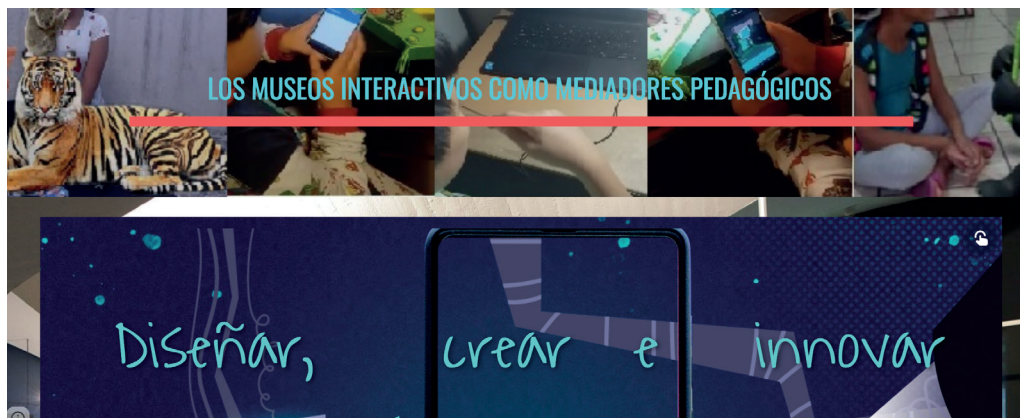 LOS MUSEOS INTERACTIVOS COMO MEDIADORES PEDAGÓGICOS
Diseñar, crear e innovar